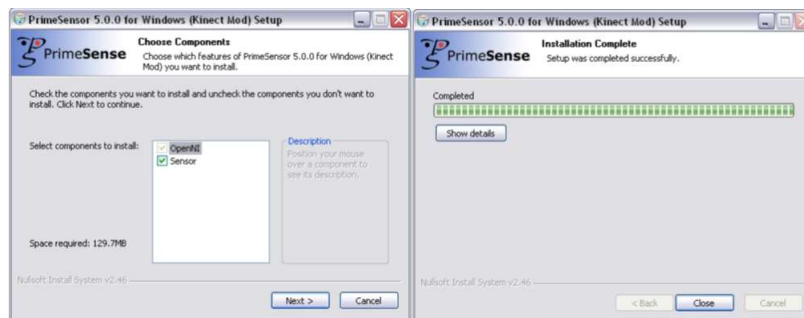 PrimeSensor 5.0.0 for Windows (Kinect Mod) Setup
PrimeSense
Choose Components
Choose which features of PrimeSensor 5.0.0 for Windows (Kinect
Mod) you want to install.
Check the components you want to install and uncheck the components you don't want to
install. Click Next to continue.
Select components to install:
OpenNI
Sensor
Description
Position your mouse
over a component to
see its description.
Space required: 129.7MB
Nullsoft Install System v2.46
Next >
Cancel
PrimeSensor 5.0.0 for Windows (Kinect Mod) Setup
PrimeSense
Installation Complete
Setup was completed successfully.
Completed
Show details
Nullsoft Install System v2.46
< Back
Close
Cancel